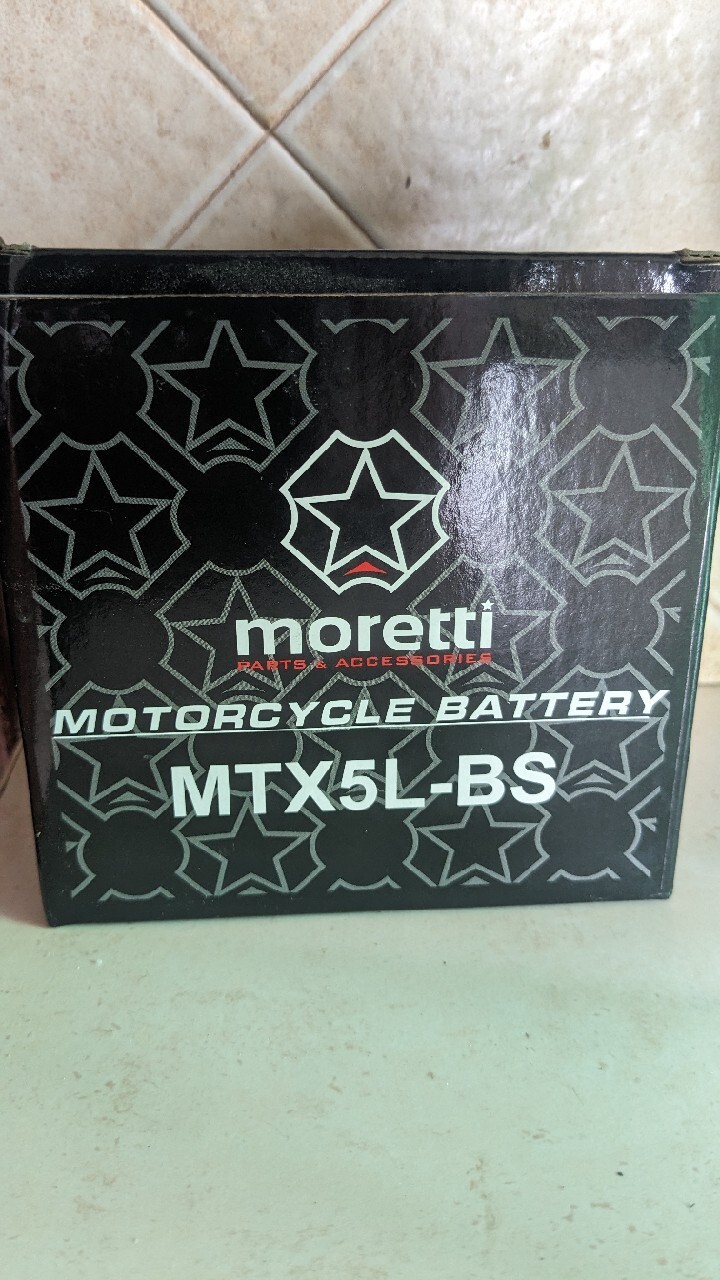 moretti
PARTS & ACCESSORIES
MOTORCYCLE BATTERY
MTX5L-BS